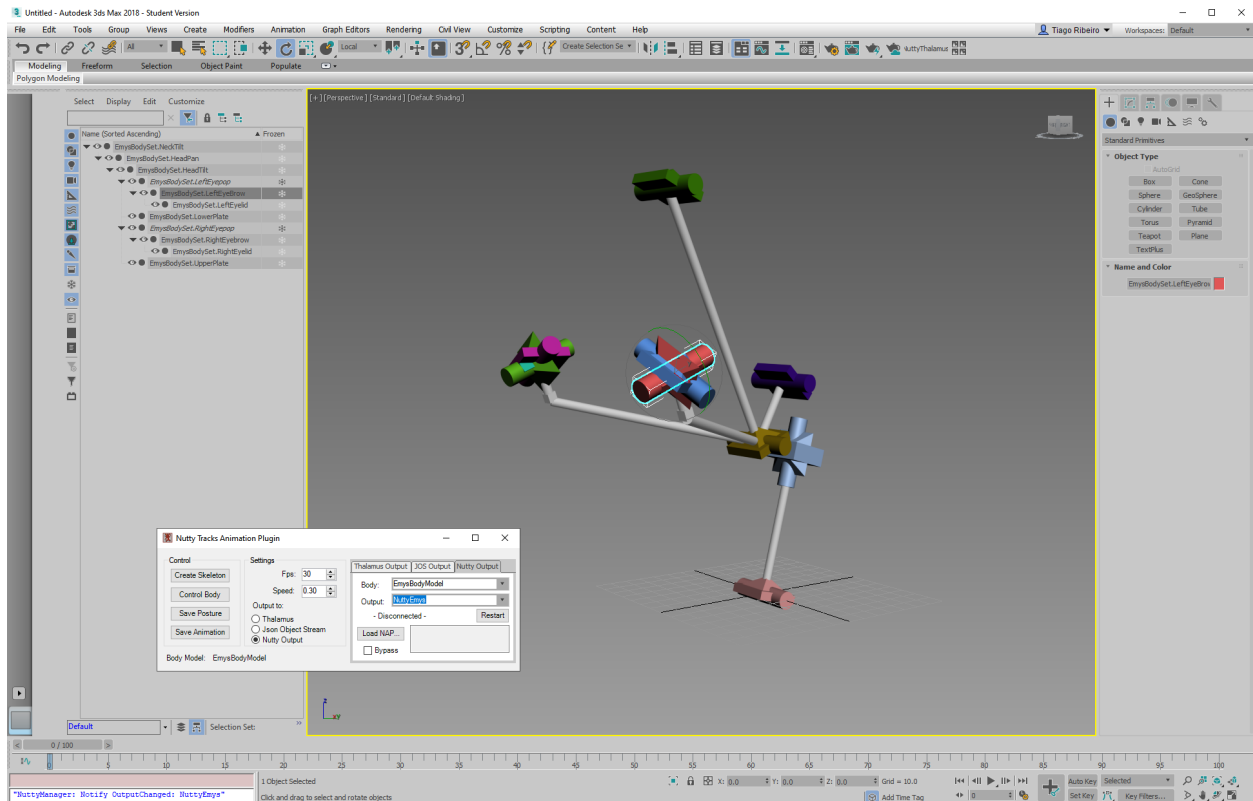 Untitled - Autodesk 3ds Max 2018 - Student Version
File Edit Tools Group Views Create Modifiers Animation Graph Editors Rendering Civil View Customize Scripting Content Help
Tiago Ribeiro Workspaces: Default
All Local Create Selection Se NuttyThalamus
Modeling Freeform Selection Object Paint Populate
Polygon Modeling
Select Display Edit Customize
[+] [Perspective] [Standard] [Default Shading]
Name (Sorted Ascending) Frozen
EmysBodySet.NeckTilt
EmysBodySet.HeadPan
EmysBodySet.HeadTilt
EmysBodySet.LeftEyepop
EmysBodySet.LeftEyeBrow
EmysBodySet.LeftEyelid
EmysBodySet.LowerPlate
EmysBodySet.RightEyepop
EmysBodySet.RightEyebrow
EmysBodySet.RightEyelid
EmysBodySet.UpperPlate
Standard Primitives
Object Type
AutoGrid
Box Cone
Sphere GeoSphere
Cylinder Tube
Torus Pyramid
Teapot Plane
TextPlus
Name and Color
EmysBodySet.LeftEyeBrov
Nutty Tracks Animation Plugin
Control
Create Skeleton
Control Body
Save Posture
Save Animation
Settings
Fps: 30
Speed: 0.30
Output to:
Thalamus
Json Object Stream
Nutty Output
Thalamus Output JOS Output Nutty Output
Body: EmysBodyModel
Output: NuttyEmys
- Disconnected - Restart
Load NAP...
Bypass
Body Model: EmysBodyModel
z
xy
Default Selection Set:
0 / 100
0 5 10 15 20 25 30 35 40 45 50 55 60 65 70 75 80 85 90 95 100
1 Object Selected X: 0.0 Y: 0.0 Z: 0.0 Grid = 10.0 Auto Key Selected
"NuttyManager: Notify OutputChanged: NuttyEmys" Click and drag to select and rotate objects Add Time Tag 0 Set Key Key Filters...